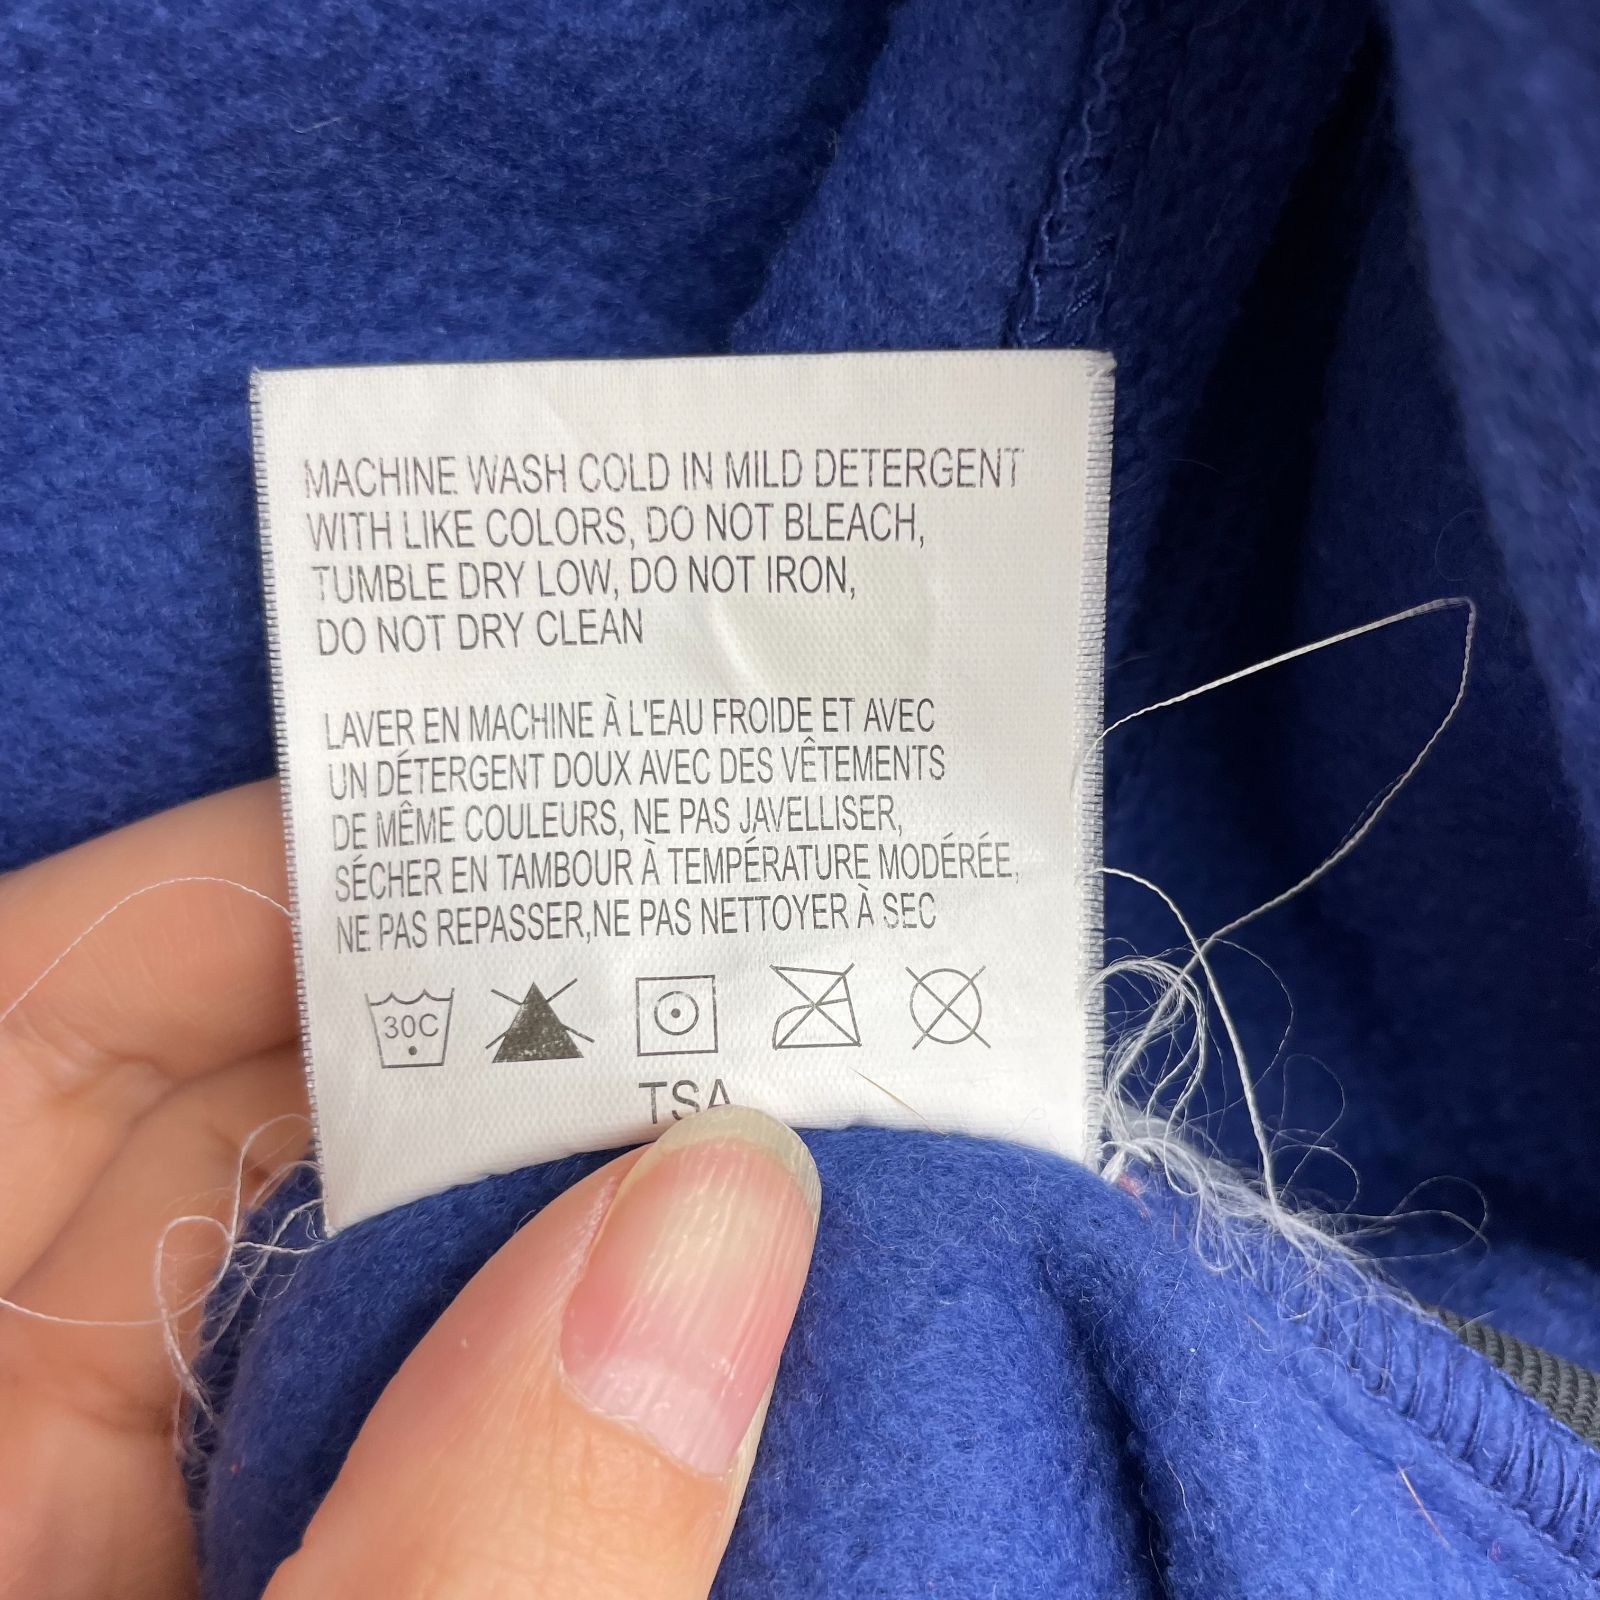 MACHINE WASH COLD IN MILD DETERGENT
WITH LIKE COLORS, DO NOT BLEACH,
TUMBLE DRY LOW, DO NOT IRON,
DO NOT DRY CLEAN
LAVER EN MACHINE À L'EAU FROIDE ET AVEC
UN DÉTERGENT DOUX AVEC DES VÊTEMENTS
DE MÊME COULEURS, NE PAS JAVELLISER,
SÉCHER EN TAMBOUR À TEMPÉRATURE MODÉRÉE,
NE PAS REPASSER,NE PAS NETTOYER À SEC
30C
TSA